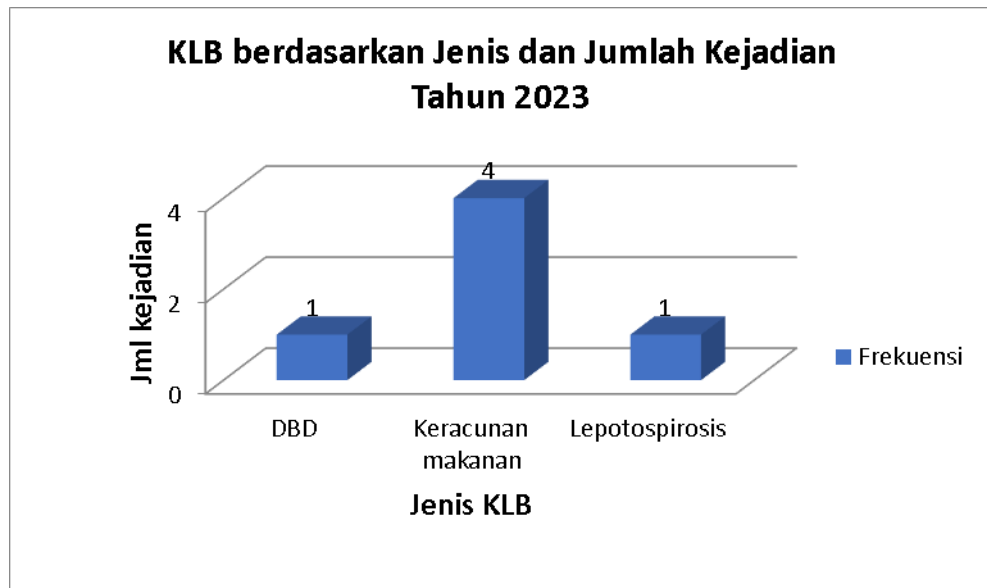 KLB berdasarkan Jenis dan Jumlah Kejadian
Tahun 2023
Jml kejadian
4
2
0
1
4
1
DBD
Keracunan
makanan
Lepotospirosis
Jenis KLB
Frekuensi